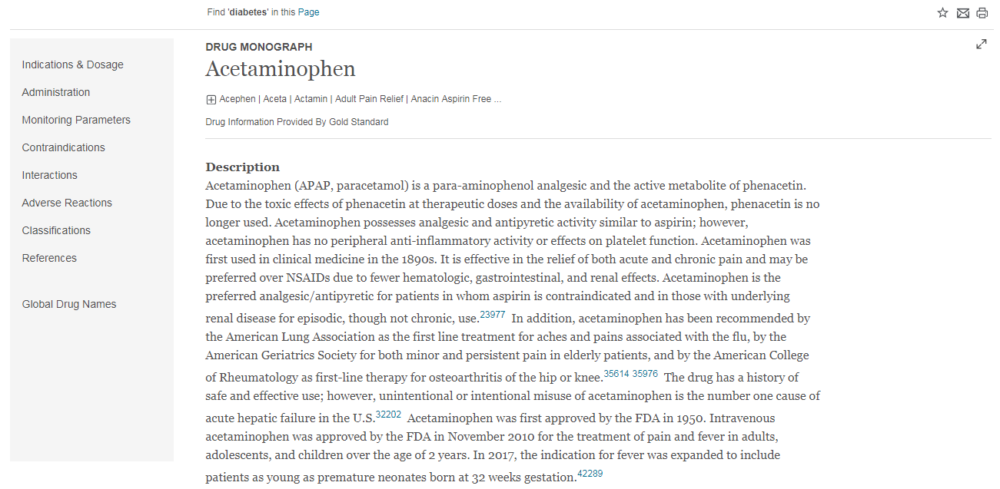 Find 'diabetes' in this Page
Indications & Dosage
Administration
Monitoring Parameters
Contraindications
Interactions
Adverse Reactions
Classifications
References
Global Drug Names
DRUG MONOGRAPH
Acetaminophen
Acephen | Aceta | Actamin | Adult Pain Relief | Anacin Aspirin Free ...
Drug Information Provided By Gold Standard
Description
Acetaminophen (APAP, paracetamol) is a para-aminophenol analgesic and the active metabolite of phenacetin.
Due to the toxic effects of phenacetin at therapeutic doses and the availability of acetaminophen, phenacetin is no
longer used. Acetaminophen possesses analgesic and antipyretic activity similar to aspirin; however,
acetaminophen has no peripheral anti-inflammatory activity or effects on platelet function. Acetaminophen was
first used in clinical medicine in the 1890s. It is effective in the relief of both acute and chronic pain and may be
preferred over NSAIDs due to fewer hematologic, gastrointestinal, and renal effects. Acetaminophen is the
preferred analgesic/antipyretic for patients in whom aspirin is contraindicated and in those with underlying
renal disease for episodic, though not chronic, use.23977 In addition, acetaminophen has been recommended by
the American Lung Association as the first line treatment for aches and pains associated with the flu, by the
American Geriatrics Society for both minor and persistent pain in elderly patients, and by the American College
of Rheumatology as first-line therapy for osteoarthritis of the hip or knee.35614 35976 The drug has a history of
safe and effective use; however, unintentional or intentional misuse of acetaminophen is the number one cause of
acute hepatic failure in the U.S.32202 Acetaminophen was first approved by the FDA in 1950. Intravenous
acetaminophen was approved by the FDA in November 2010 for the treatment of pain and fever in adults,
adolescents, and children over the age of 2 years. In 2017, the indication for fever was expanded to include
patients as young as premature neonates born at 32 weeks gestation.42289